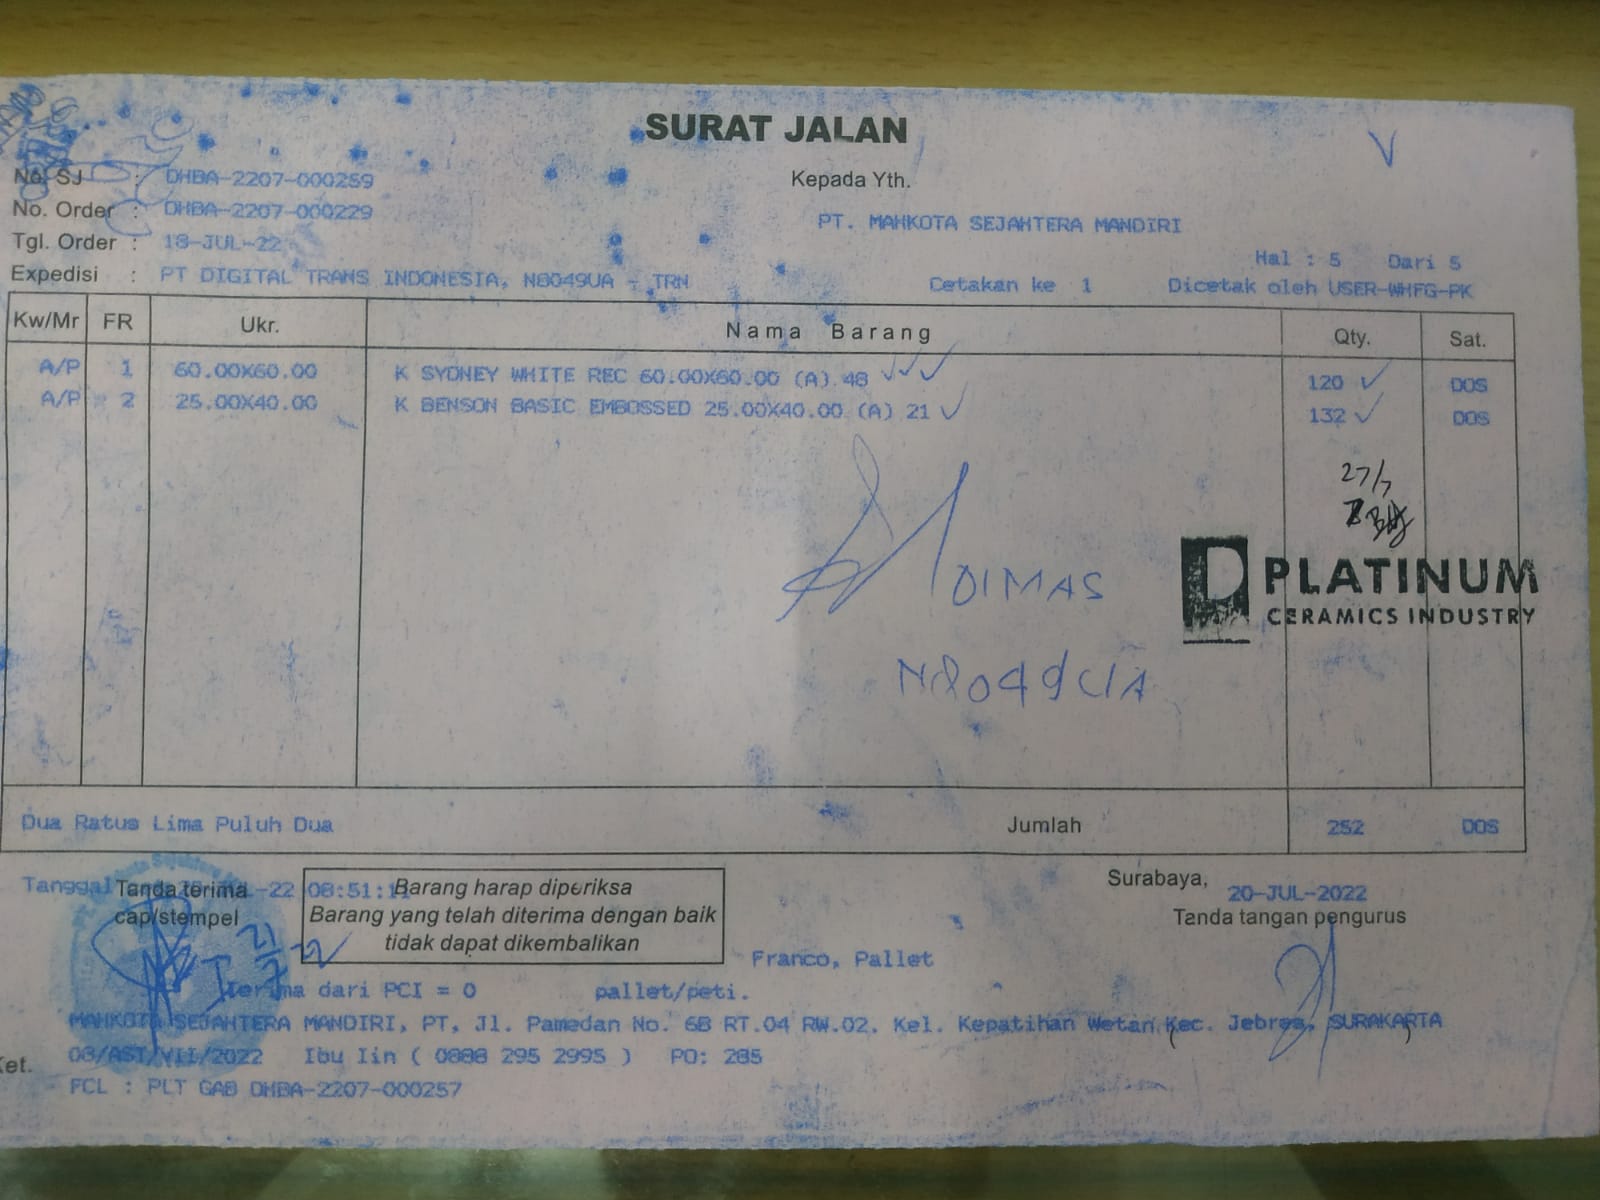 SURAT JALAN
V
No. SJ : DHBA-2207-000259
Kepada Yth.
No. Order : DHBA-2207-000229
PT. MAHKOTA SEJAHTERA MANDIRI
Tgl. Order : 18-JUL-22
Hal : 5 Dari 5
Expedisi : PT DIGITAL TRANS INDONESIA, N8049UA - TRN
Cetakan ke 1 Dicetak oleh USER-WHFG-PK
Kw/Mr FR Ukr. Nama Barang Qty. Sat.
A/P 1 60.00X60.00 K SYDNEY WHITE REC 60.00X60.00 (A) 48 120 DOS
A/P 2 25.00X40.00 K BENSON BASIC EMBOSSED 25.00X40.00 (A) 21 132 DOS
27/7
PLATINUM
CERAMICS INDUSTRY
DIMAS
N8049UA
Dua Ratus Lima Puluh Dua Jumlah 252 DOS
Tanggal -22 08:51:1
Tanda terima
cap/stempel
Barang harap diperiksa
Barang yang telah diterima dengan baik
tidak dapat dikembalikan
Surabaya, 20-JUL-2022
Tanda tangan pengurus
21/7 22
Franco, Pallet
Terima dari PCI = 0 pallet/peti.
MAHKOTA SEJAHTERA MANDIRI, PT, Jl. Pamedan No. 6B RT.04 RW.02. Kel. Kepatihan Wetan Kec. Jebres, SURAKARTA
Ket. 08/AST/VII/2022 Ibu Iin ( 0888 295 2995 ) PO: 285
FCL : PLT GAB DHBA-2207-000257